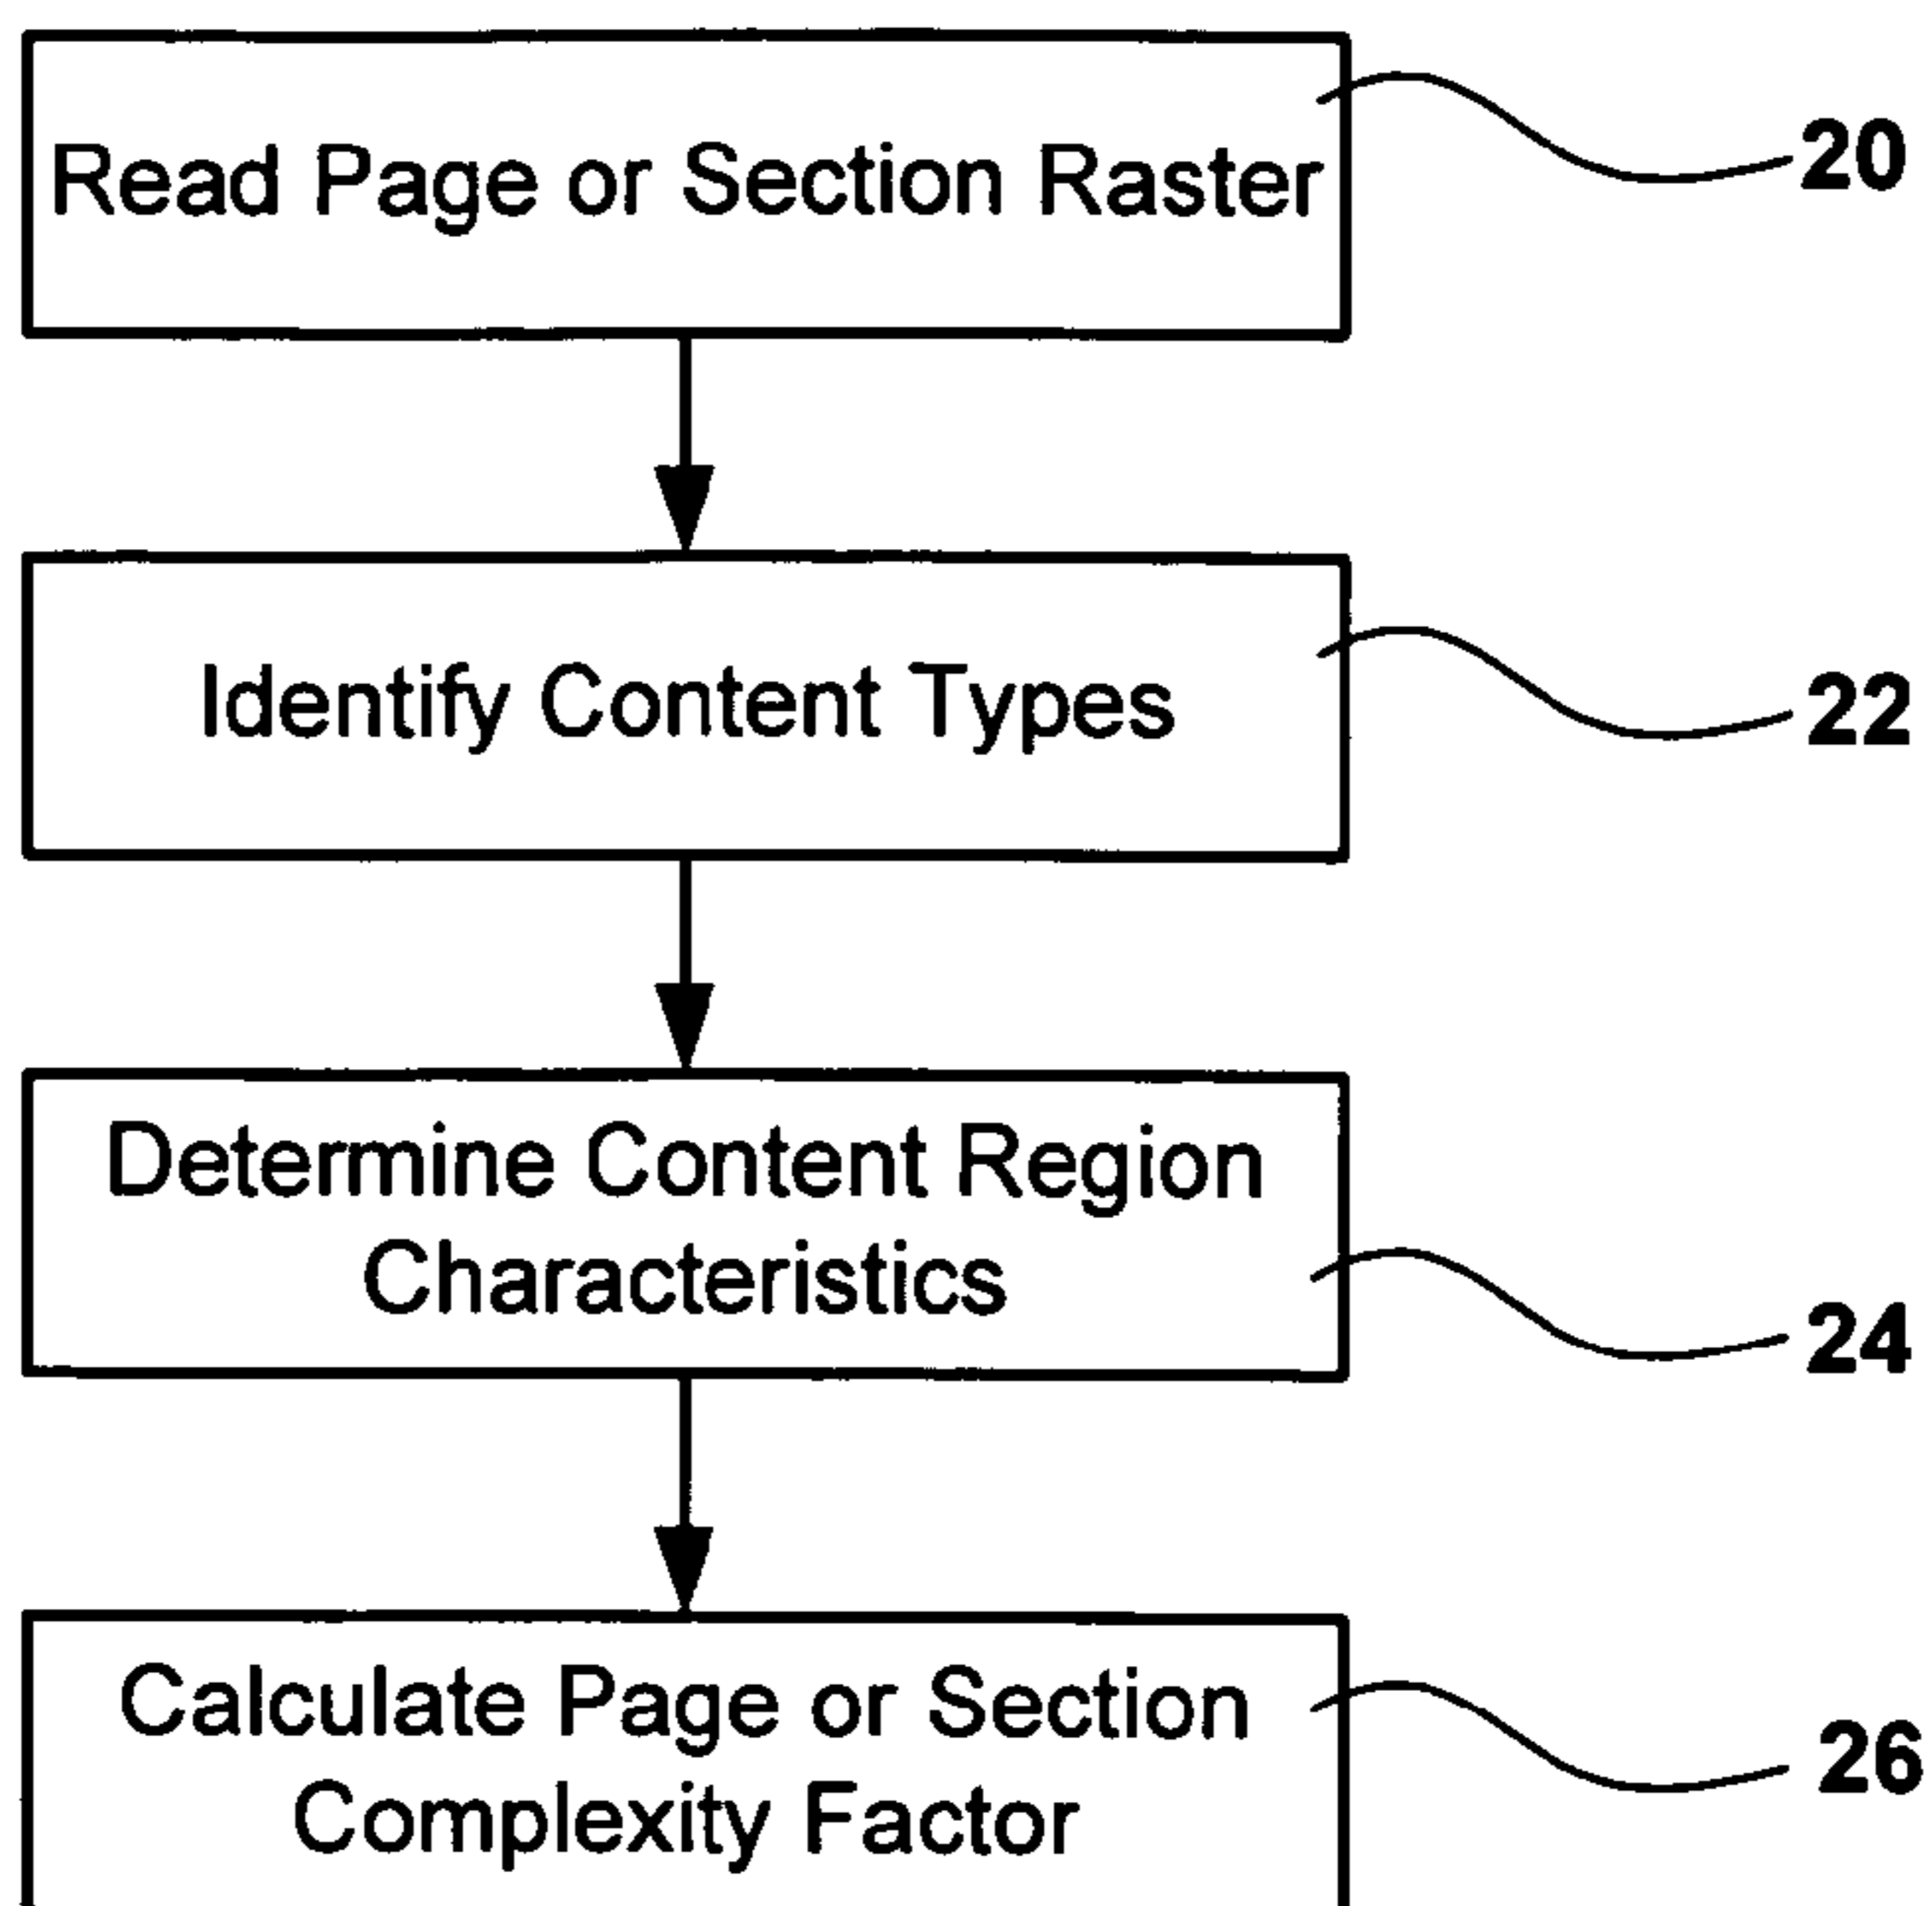 Read Page or Section Raster
20
Identify Content Types
22
Determine Content Region
Characteristics
24
Calculate Page or Section
Complexity Factor
26